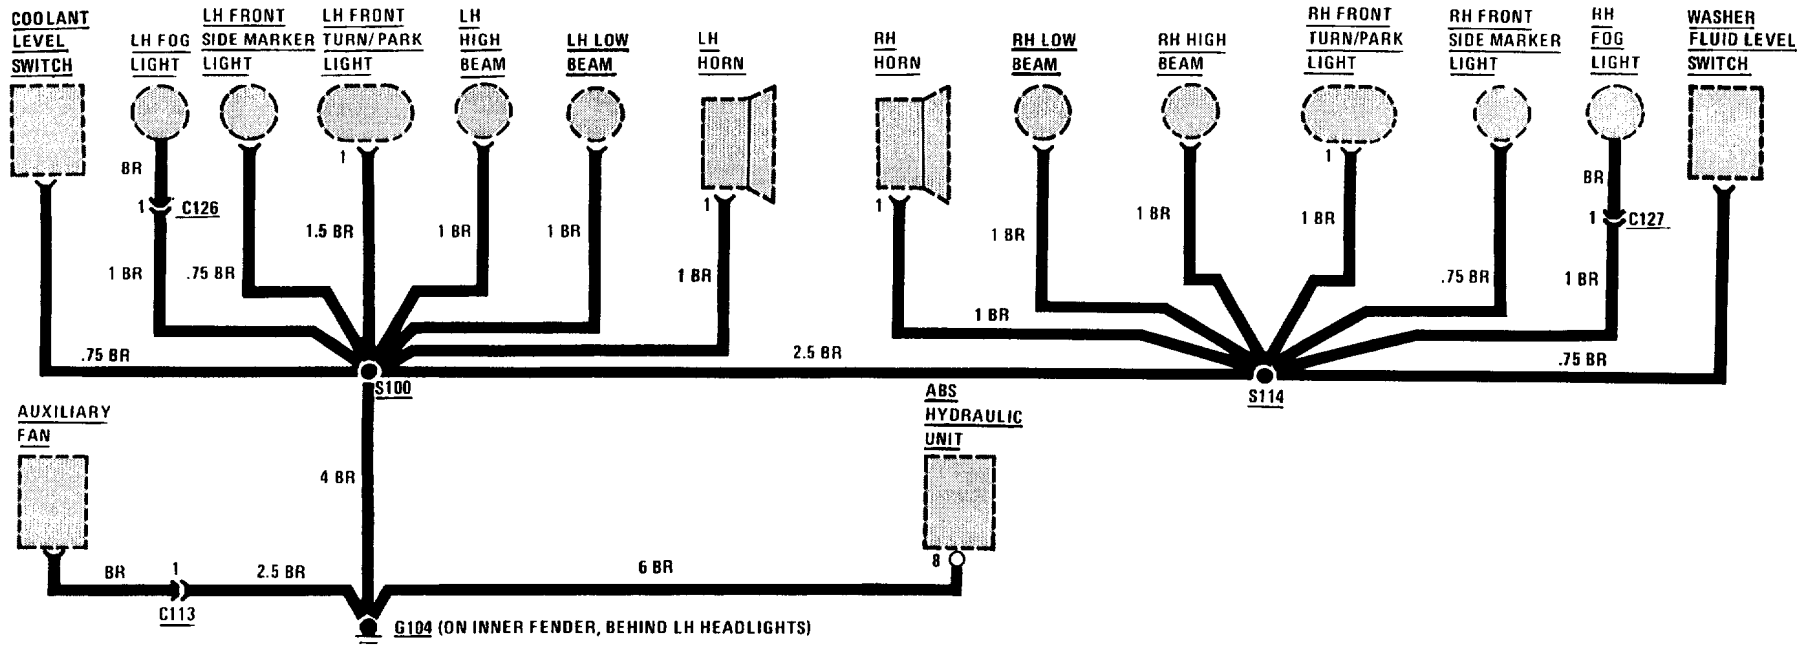 COOLANT
LEVEL
SWITCH
LH FOG
LIGHT
LH FRONT
SIDE MARKER
LIGHT
LH FRONT
TURN/PARK
LIGHT
LH
HIGH
BEAM
LH LOW
BEAM
LH
HORN
RH
HORN
RH LOW
BEAM
RH HIGH
BEAM
RH FRONT
TURN/PARK
LIGHT
RH FRONT
SIDE MARKER
LIGHT
RH
FOG
LIGHT
WASHER
FLUID LEVEL
SWITCH
BR
1
C126
1 BR
.75 BR
1
1.5 BR
1 BR
1 BR
1
1 BR
1
1 BR
1 BR
1 BR
1
1 BR
.75 BR
BR
1
C127
1 BR
.75 BR
2.5 BR
.75 BR
S100
S114
AUXILIARY
FAN
ABS
HYDRAULIC
UNIT
4 BR
8
BR
1
C113
2.5 BR
6 BR
G104 (ON INNER FENDER, BEHIND LH HEADLIGHTS)